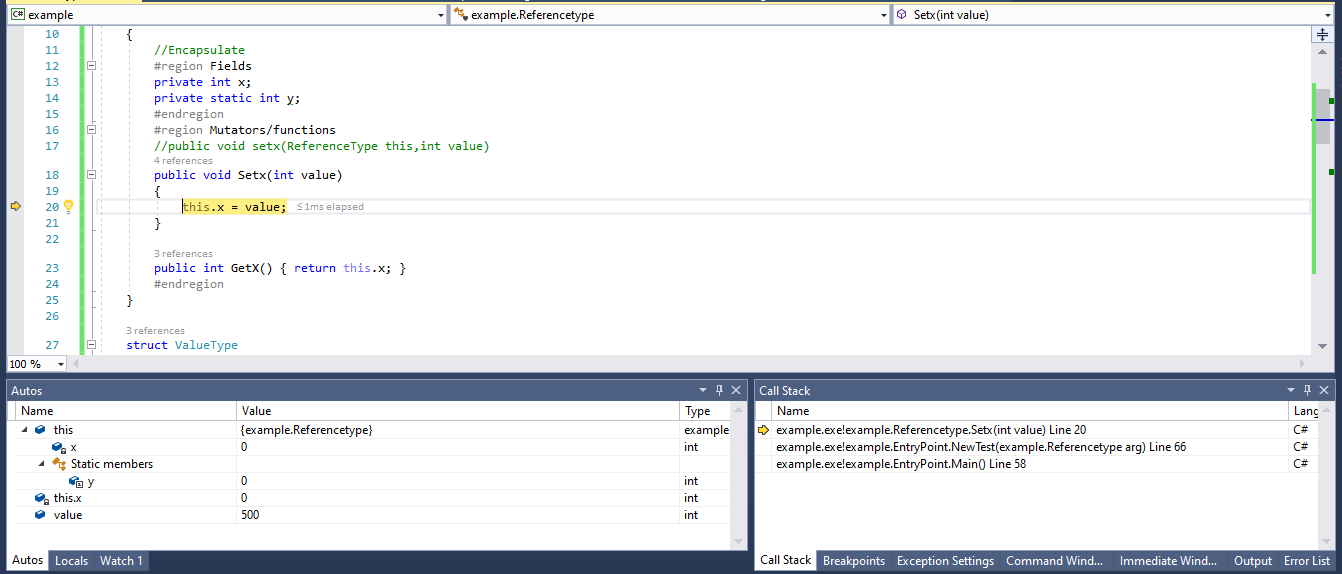 C# example example.Referencetype Setx(int value)
10 {
11 //Encapsulate
12 #region Fields
13 private int x;
14 private static int y;
15 #endregion
16 #region Mutators/functions
17 //public void setx(ReferenceType this,int value)
4 references
18 public void Setx(int value)
19 {
20 this.x = value; ≤1ms elapsed
21 }
22
3 references
23 public int GetX() { return this.x; }
24 #endregion
25 }
26
3 references
27 struct ValueType
100 %
Autos
Name Value Type
this {example.Referencetype} example
x 0 int
Static members
y 0 int
this.x 0 int
value 500 int
Autos Locals Watch 1
Call Stack
Name Lang
example.exe!example.Referencetype.Setx(int value) Line 20 C#
example.exe!example.EntryPoint.NewTest(example.Referencetype arg) Line 66 C#
example.exe!example.EntryPoint.Main() Line 58 C#
Call Stack Breakpoints Exception Settings Command Wind... Immediate Wind... Output Error List